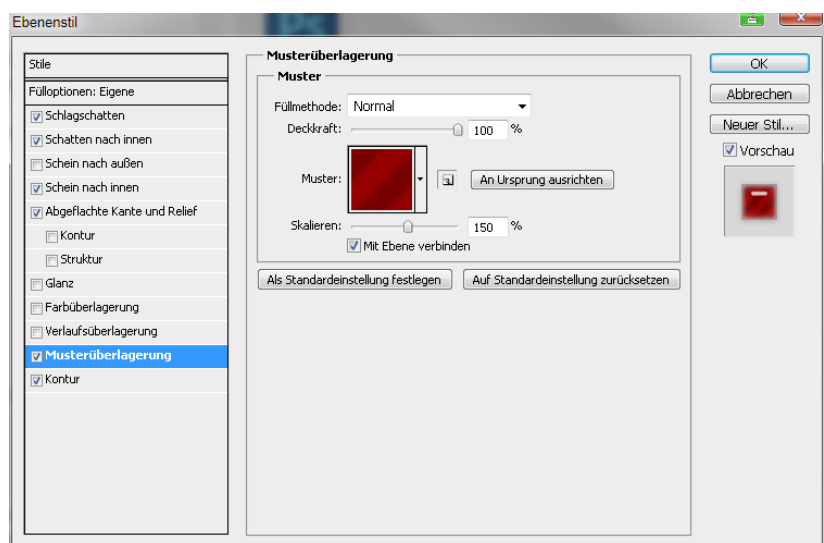 Ebenenstil
Ps
Stile
Fülloptionen: Eigene
Schlagschatten
Schatten nach innen
Schein nach außen
Schein nach innen
Abgeflachte Kante und Relief
Kontur
Struktur
Glanz
Farbüberlagerung
Verlaufsüberlagerung
Musterüberlagerung
Kontur
Musterüberlagerung
Muster
Füllmethode: Normal
Deckkraft: 100 %
Muster: An Ursprung ausrichten
Skalieren: 150 %
Mit Ebene verbinden
Als Standardeinstellung festlegen Auf Standardeinstellung zurücksetzen
OK
Abbrechen
Neuer Stil...
Vorschau